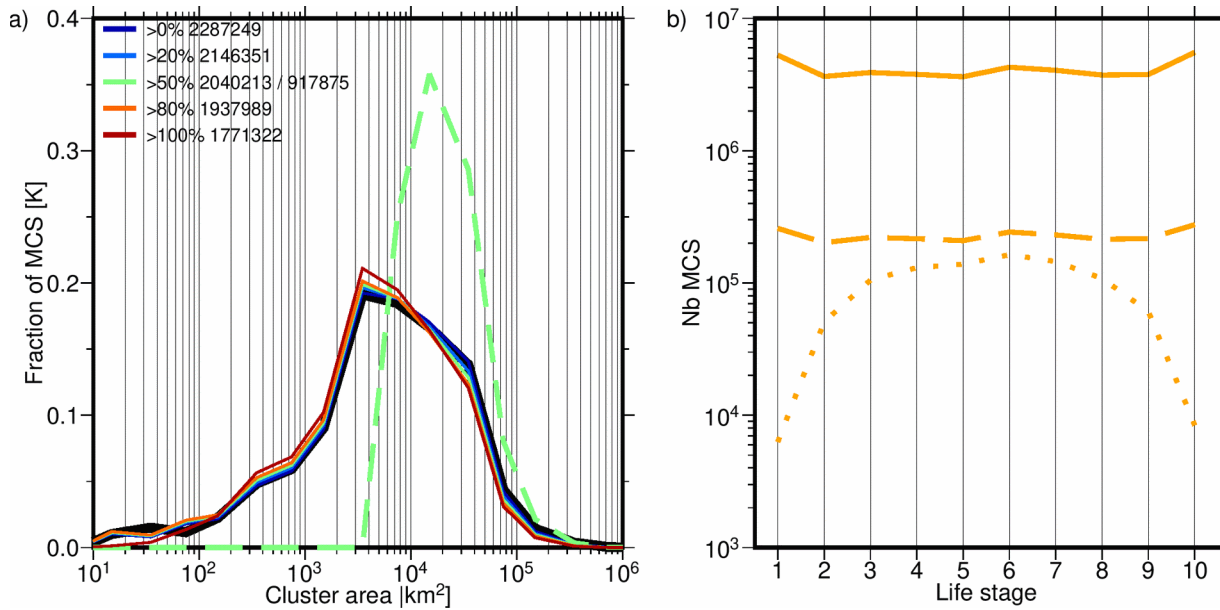 a)
0.4
0.3
0.2
0.1
0.0
Fraction of MCS [K]
>0% 2287249
>20% 2146351
>50% 2040213 / 917875
>80% 1937989
>100% 1771322
10^1 10^2 10^3 10^4 10^5 10^6
Cluster area |km^2]
b)
10^7
10^6
10^5
10^4
10^3
Nb MCS
1 2 3 4 5 6 7 8 9 10
Life stage